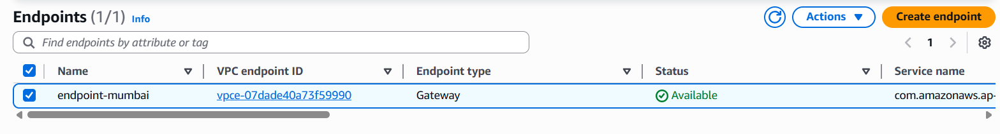 Endpoints (1/1) Info
Actions
Create endpoint
Find endpoints by attribute or tag
1
Name VPC endpoint ID Endpoint type Status Service name
endpoint-mumbai vpce-07dade40a73f59990 Gateway Available com.amazonaws.ap-